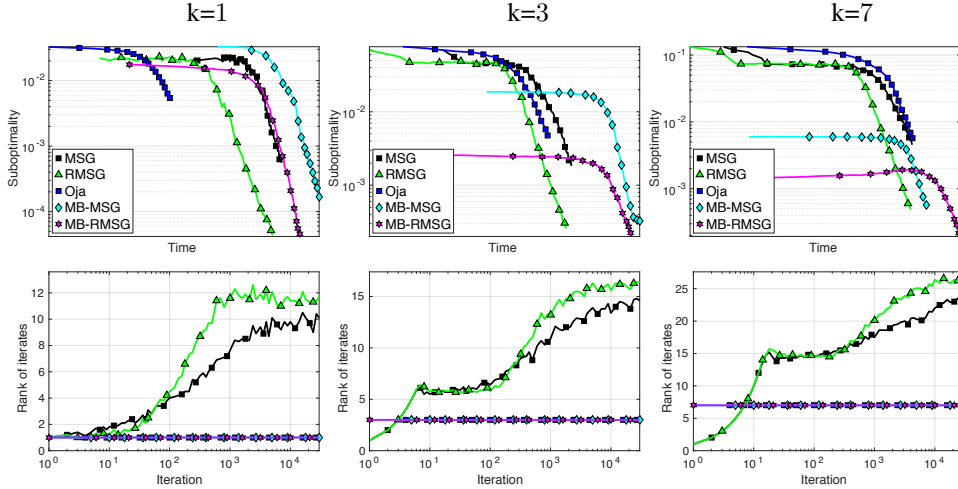 k=1
k=3
k=7
Suboptimality
10^-2
10^-3
10^-4
MSG
RMSG
Oja
MB-MSG
MB-RMSG
Time
Suboptimality
10^-2
10^-3
MSG
RMSG
Oja
MB-MSG
MB-RMSG
Time
Suboptimality
10^-1
10^-2
10^-3
MSG
RMSG
Oja
MB-MSG
MB-RMSG
Time
Rank of Iterates
12
10
8
6
4
2
0
10^0 10^1 10^2 10^3 10^4
Iteration
Rank of Iterates
15
10
5
0
10^0 10^1 10^2 10^3 10^4
Iteration
Rank of Iterates
25
20
15
10
5
0
10^0 10^1 10^2 10^3 10^4
Iteration